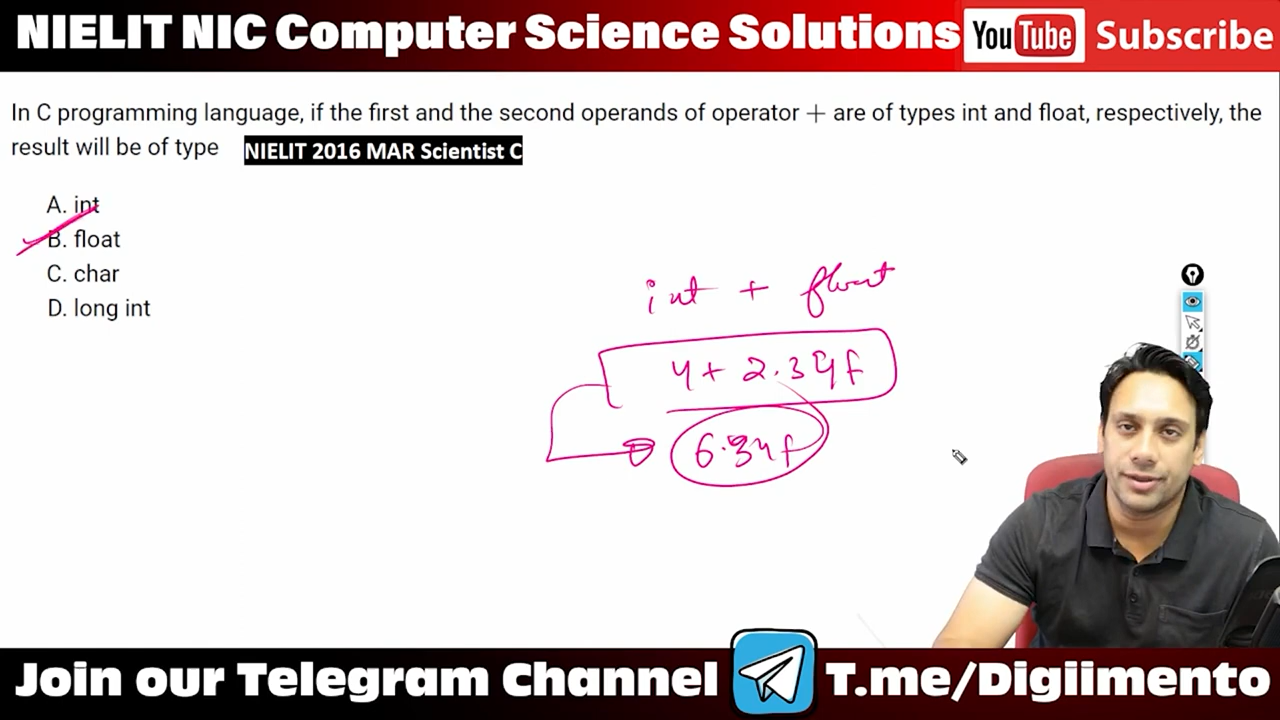 NIELIT NIC Computer Science Solutions YouTube Subscribe
In C programming language, if the first and the second operands of operator + are of types int and float, respectively, the
result will be of type NIELIT 2016 MAR Scientist C
A. int
B. float
C. char
D. long int
int + float
4 + 2.34f
6.34f
Join our Telegram Channel T.me/Digiimento